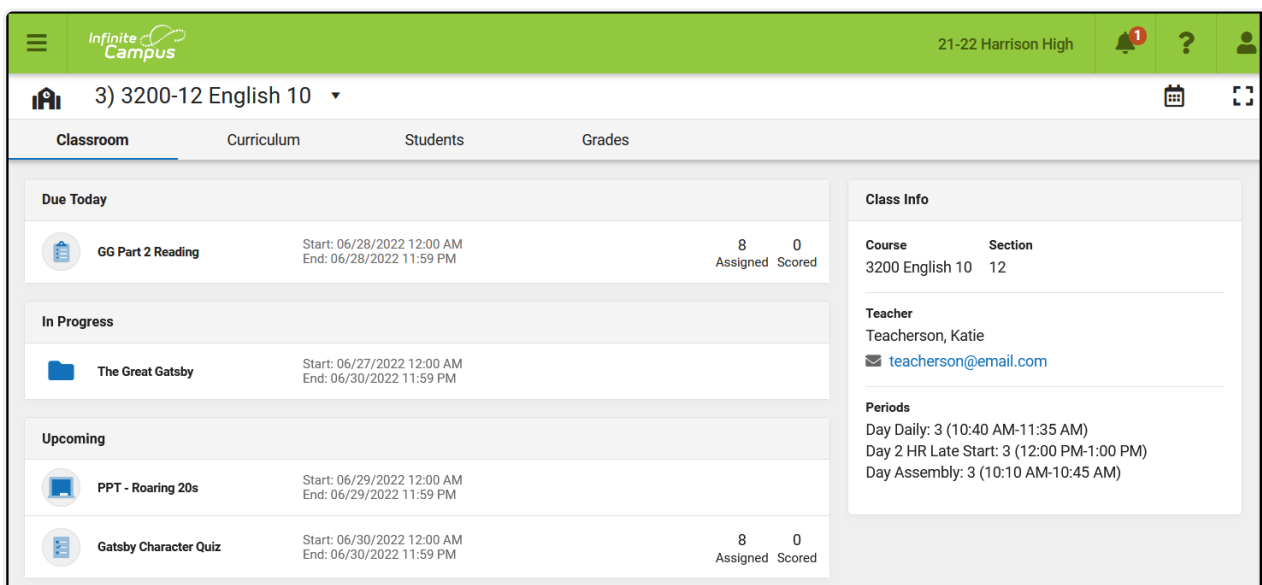 Infinite
Campus
21-22 Harrison High
1
?
3) 3200-12 English 10
Classroom Curriculum Students Grades
Due Today
GG Part 2 Reading
Start: 06/28/2022 12:00 AM
End: 06/28/2022 11:59 PM
8 0
Assigned Scored
In Progress
The Great Gatsby
Start: 06/27/2022 12:00 AM
End: 06/30/2022 11:59 PM
Upcoming
PPT - Roaring 20s
Start: 06/29/2022 12:00 AM
End: 06/29/2022 11:59 PM
Gatsby Character Quiz
Start: 06/30/2022 12:00 AM
End: 06/30/2022 11:59 PM
8 0
Assigned Scored
Class Info
Course Section
3200 English 10 12
Teacher
Teacherson, Katie
teacherson@email.com
Periods
Day Daily: 3 (10:40 AM-11:35 AM)
Day 2 HR Late Start: 3 (12:00 PM-1:00 PM)
Day Assembly: 3 (10:10 AM-10:45 AM)